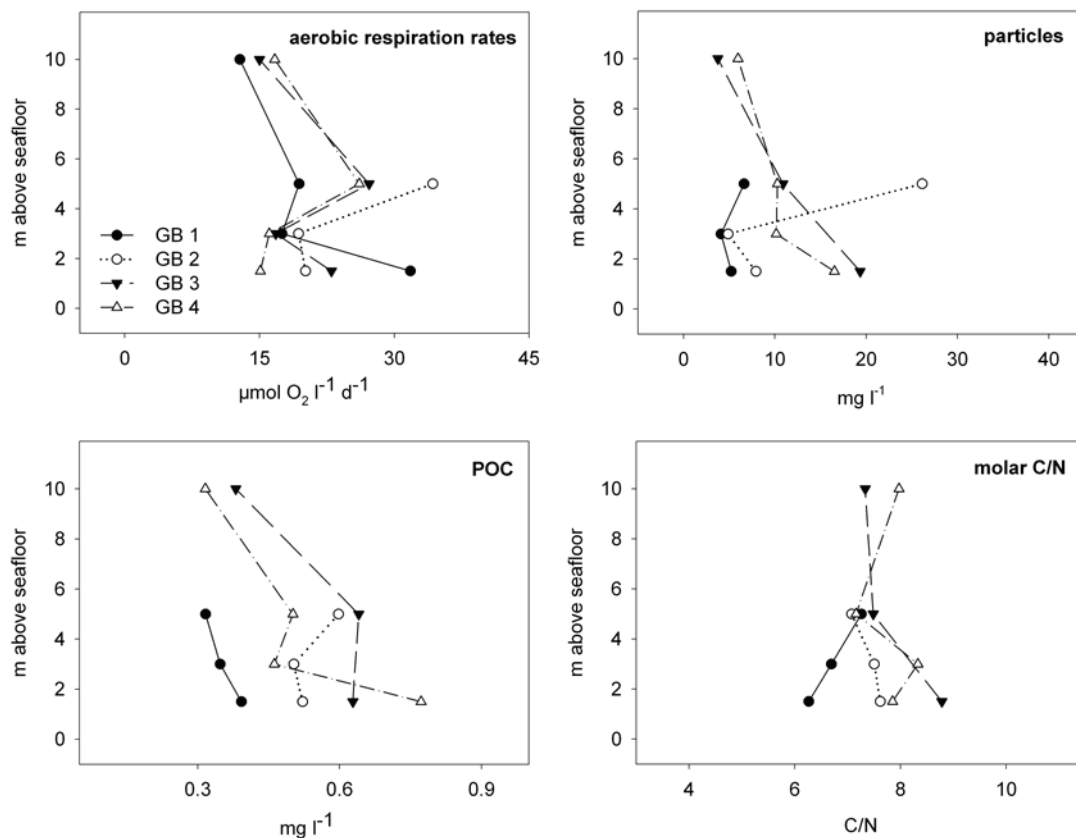 aerobic respiration rates
m above seafloor
10
8
6
4
2
0
GB 1
GB 2
GB 3
GB 4
0 15 30 45
µmol O₂ l⁻¹ d⁻¹
particles
m above seafloor
10
8
6
4
2
0
0 10 20 30 40
mg l⁻¹
POC
m above seafloor
10
8
6
4
2
0
0.3 0.6 0.9
mg l⁻¹
molar C/N
m above seafloor
10
8
6
4
2
0
4 6 8 10
C/N